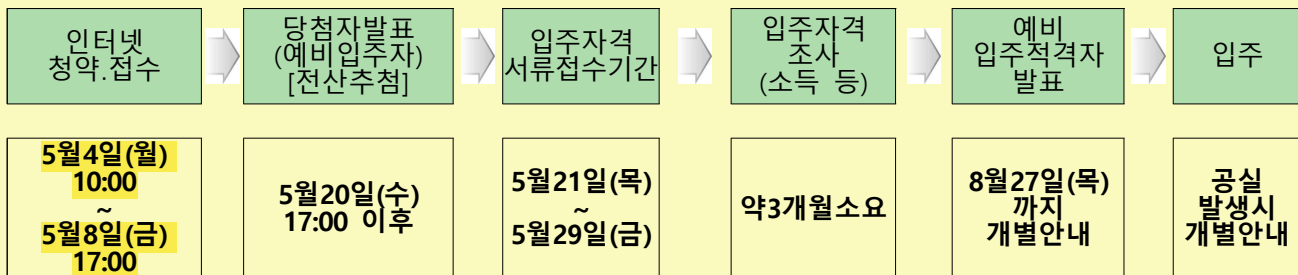 인터넷
청약.접수
당첨자발표
(예비입주자)
[전산추첨]
입주자격
서류접수기간
입주자격
조사
(소득 등)
예비
입주적격자
발표
입주
5월4일(월)
10:00
~
5월8일(금)
17:00
5월20일(수)
17:00 이후
5월21일(목)
~
5월29일(금)
약3개월소요
8월27일(목)
까지
개별안내
공실
발생시
개별안내